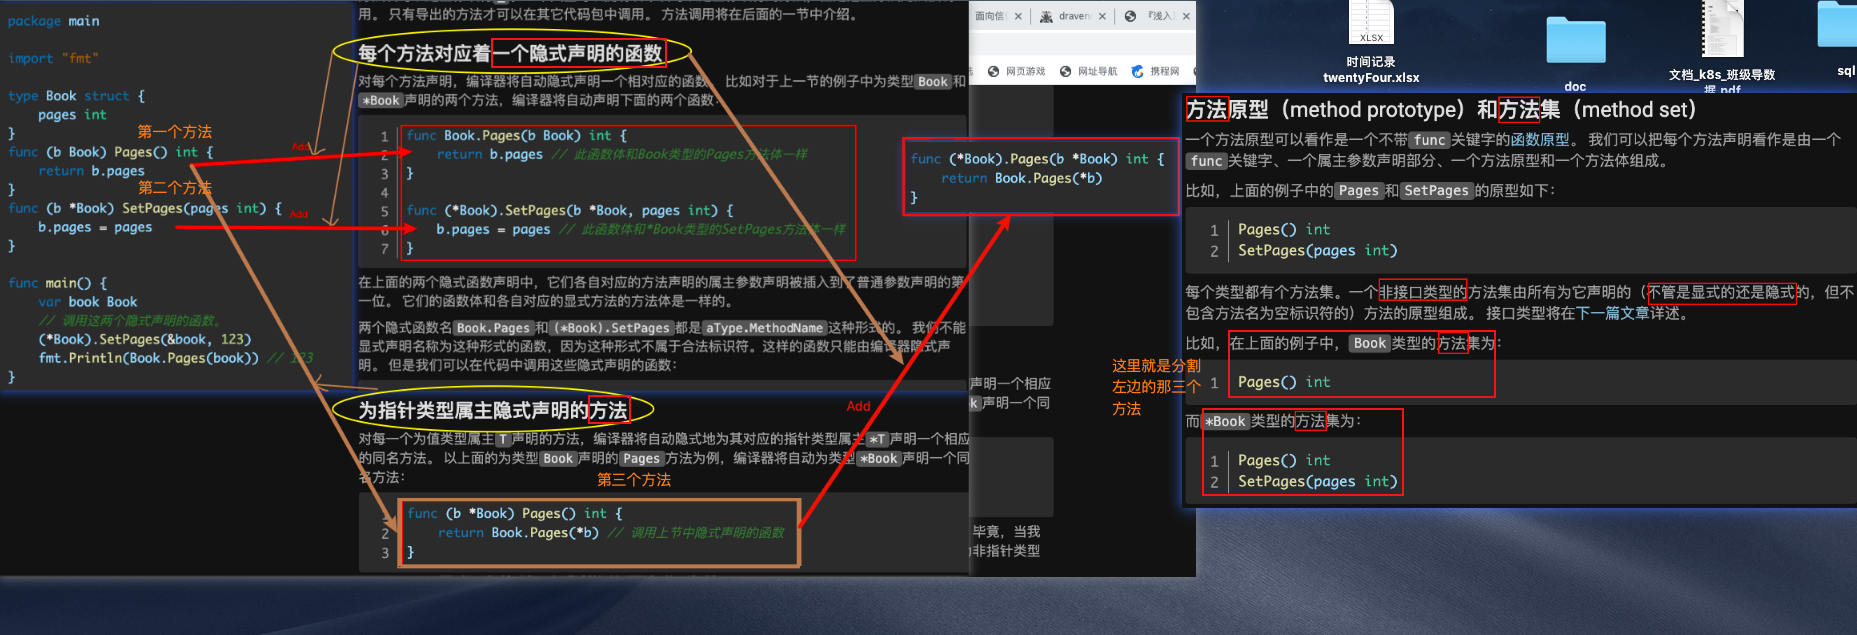 package main
import "fmt"
type Book struct {
pages int
}
第一个方法
func (b Book) Pages() int {
return b.pages
}
第二个方法
func (b *Book) SetPages(pages int) {
b.pages = pages
}
func main() {
var book Book
// 调用这两个隐式声明的函数。
(*Book).SetPages(&book, 123)
fmt.Println(Book.Pages(book)) // 123
}
Add
Add
用。 只有导出的方法才可以在其它代码包中调用。 方法调用将在后面的一节中介绍。
每个方法对应着一个隐式声明的函数
对每个方法声明，编译器将自动隐式声明一个相对应的函数。 比如对于上一节的例子中为类型Book和
*Book声明的两个方法，编译器将自动声明下面的两个函数：
1 func Book.Pages(b Book) int {
2 return b.pages // 此函数体和Book类型的Pages方法体一样
3 }
4
5 func (*Book).SetPages(b *Book, pages int) {
6 b.pages = pages // 此函数体和*Book类型的SetPages方法体一样
7 }
在上面的两个隐式函数声明中，它们各自对应的方法声明的属主参数声明被插入到了普通参数声明的第
一位。 它们的函数体和各自对应的显式方法的方法体是一样的。
两个隐式函数名Book.Pages和(*Book).SetPages都是aType.MethodName这种形式的。 我们不能
显式声明名称为这种形式的函数，因为这种形式不属于合法标识符。这样的函数只能由编译器隐式声
明。 但是我们可以在代码中调用这些隐式声明的函数：
为指针类型属主隐式声明的方法
Add
对每一个为值类型属主T声明的方法，编译器将自动隐式地为其对应的指针类型属主*T声明一个相应
的同名方法。 以上面的为类型Book声明的Pages方法为例，编译器将自动为类型*Book声明一个同
名方法：
第三个方法
1 func (b *Book) Pages() int {
2 return Book.Pages(*b) // 调用上节中隐式声明的函数
3 }
面向信
draven
『浅入
网页游戏
网址导航
携程网
func (*Book).Pages(b *Book) int {
return Book.Pages(*b)
}
声明一个相应
k声明一个同
毕竟，当我
非指针类型
这里就是分割
左边的那三个
方法
XLSX
时间记录
twentyFour.xlsx
doc
文档_k8s_班级导数
据.pdf
sql
方法原型（method prototype）和方法集（method set）
一个方法原型可以看作是一个不带func关键字的函数原型。 我们可以把每个方法声明看作是由一个
func关键字、一个属主参数声明部分、一个方法原型和一个方法体组成。
比如，上面的例子中的Pages和SetPages的原型如下：
1 Pages() int
2 SetPages(pages int)
每个类型都有个方法集。一个非接口类型的方法集由所有为它声明的（不管是显式的还是隐式的，但不
包含方法名为空标识符的）方法的原型组成。 接口类型将在下一篇文章详述。
比如，在上面的例子中，Book类型的方法集为：
1 Pages() int
而*Book类型的方法集为：
1 Pages() int
2 SetPages(pages int)